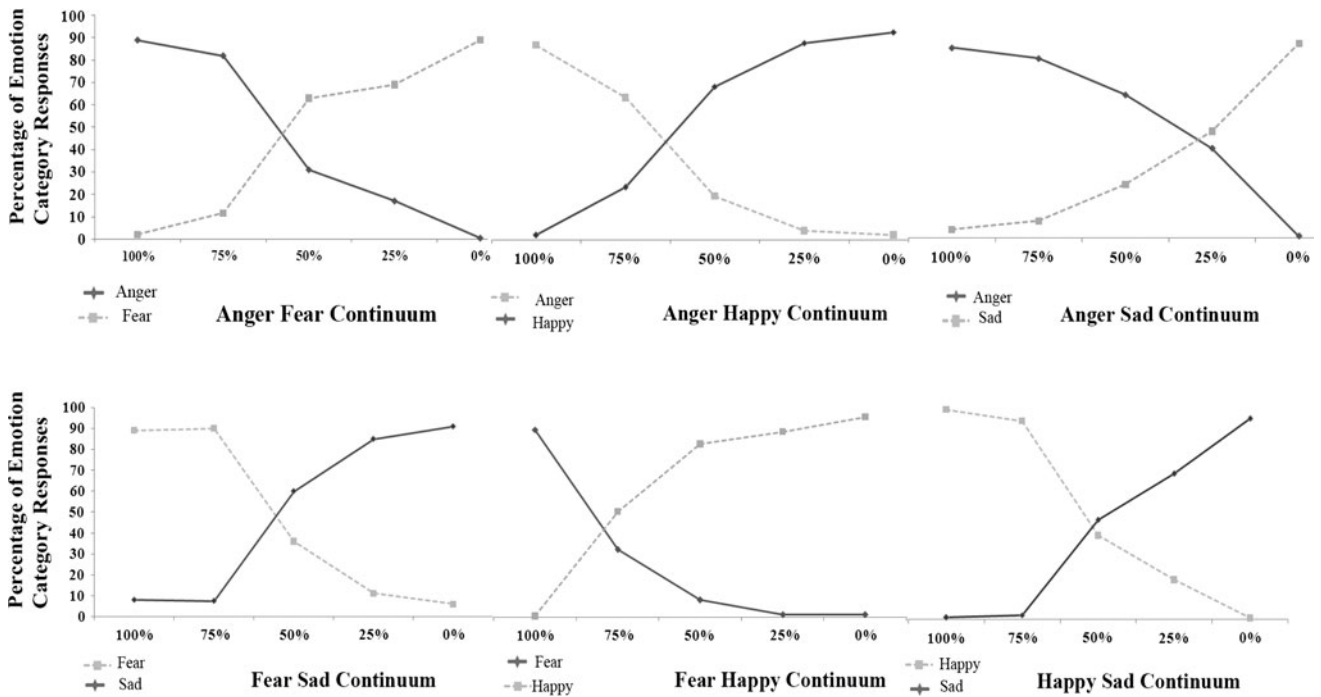 Percentage of Emotion
Category Responses
100
90
80
70
60
50
40
30
20
10
0
100% 75% 50% 25% 0%
Anger
Fear
Anger Fear Continuum
100% 75% 50% 25% 0%
Anger
Happy
Anger Happy Continuum
100% 75% 50% 25% 0%
Anger
Sad
Anger Sad Continuum
Percentage of Emotion
Category Responses
100
90
80
70
60
50
40
30
20
10
0
100% 75% 50% 25% 0%
Fear
Sad
Fear Sad Continuum
100% 75% 50% 25% 0%
Fear
Happy
Fear Happy Continuum
100% 75% 50% 25% 0%
Happy
Sad
Happy Sad Continuum